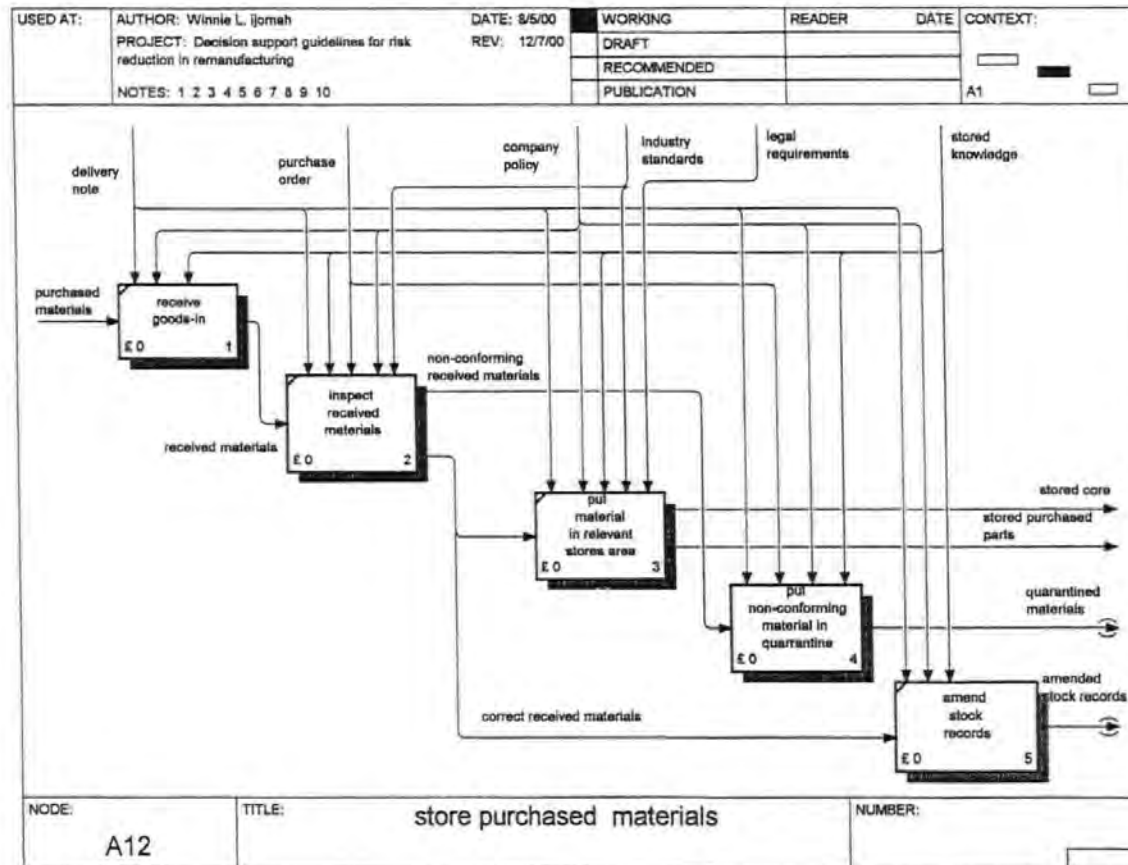 USED AT:
AUTHOR: Winnie L. Ijomah
DATE: 8/5/00
WORKING
READER
DATE
CONTEXT:
PROJECT: Decision support guidelines for risk
REV: 12/7/00
DRAFT
reduction in remanufacturing
RECOMMENDED
NOTES: 1 2 3 4 5 6 7 8 9 10
PUBLICATION
A1
delivery
note
purchase
order
company
policy
industry
standards
legal
requirements
stored
knowledge
purchased
materials
receive
goods-in
£ 0 1
non-conforming
received materials
inspect
received
materials
£ 0 2
received materials
put
material
in relevant
stores area
£ 0 3
stored core
stored purchased
parts
put
non-conforming
material in
quarrantine
£ 0 4
quarantined
materials
amend
stock
records
£ 0 5
amended
stock records
correct received materials
NODE:
A12
TITLE:
store purchased materials
NUMBER: